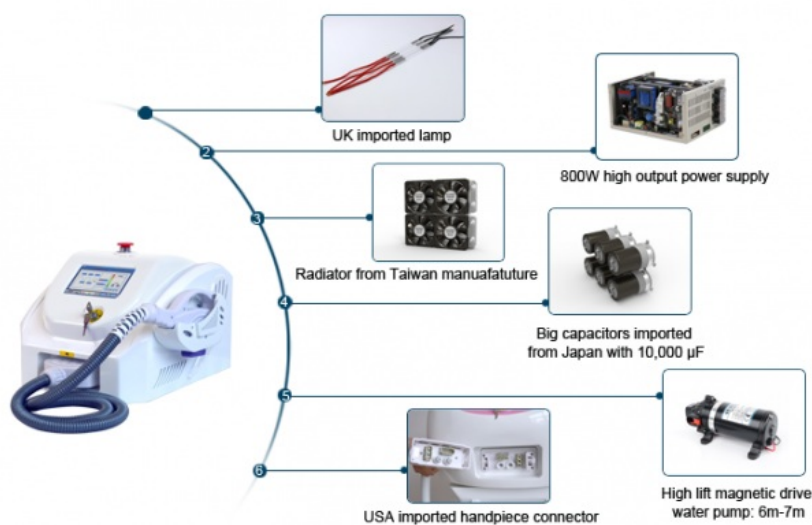 UK imported lamp
2
800W high output power supply
3
Radiator from Taiwan manuafatuture
4
Big capacitors imported
from Japan with 10,000 µF
5
High lift magnetic drive
water pump: 6m-7m
6
USA imported handpiece connector